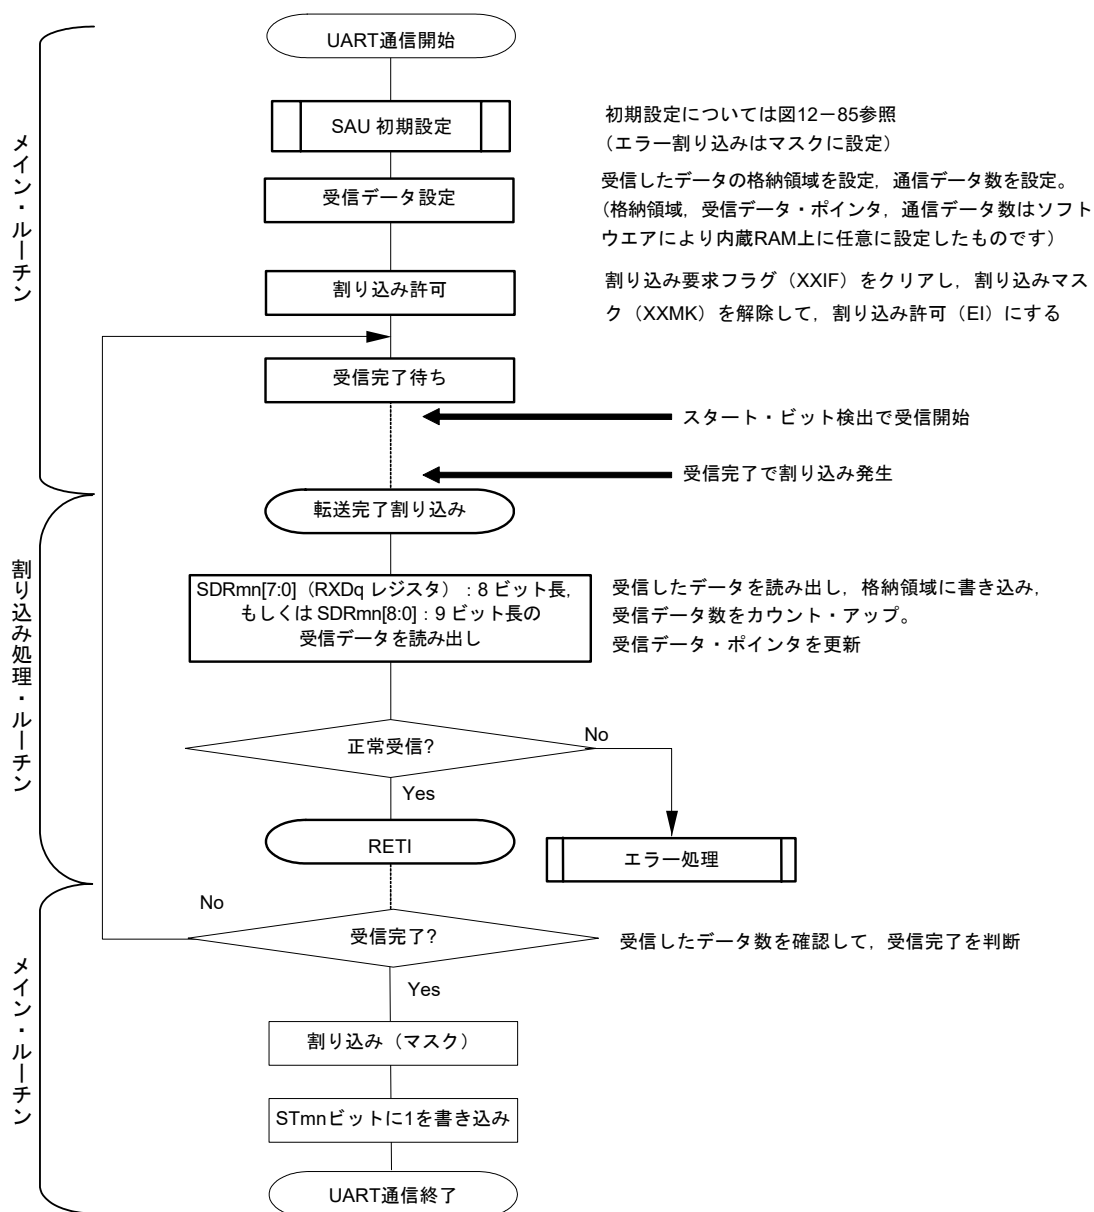 UART通信開始
SAU 初期設定
初期設定については図12－85参照
（エラー割り込みはマスクに設定）
受信データ設定
受信したデータの格納領域を設定，通信データ数を設定。
（格納領域，受信データ・ポインタ，通信データ数はソフト
ウエアにより内蔵RAM上に任意に設定したものです）
メイン・ルーチン
割り込み許可
割り込み要求フラグ（XXIF）をクリアし，割り込みマス
ク（XXMK）を解除して，割り込み許可（EI）にする
受信完了待ち
スタート・ビット検出で受信開始
受信完了で割り込み発生
転送完了割り込み
割り込み処理・ルーチン
SDRmn[7:0]（RXDq レジスタ）：8 ビット長，
もしくは SDRmn[8:0]：9 ビット長の
受信データを読み出し
受信したデータを読み出し，格納領域に書き込み，
受信データ数をカウント・アップ。
受信データ・ポインタを更新
正常受信?
No
Yes
RETI
エラー処理
No
受信完了?
受信したデータ数を確認して，受信完了を判断
Yes
メイン・ルーチン
割り込み（マスク）
STmnビットに1を書き込み
UART通信終了